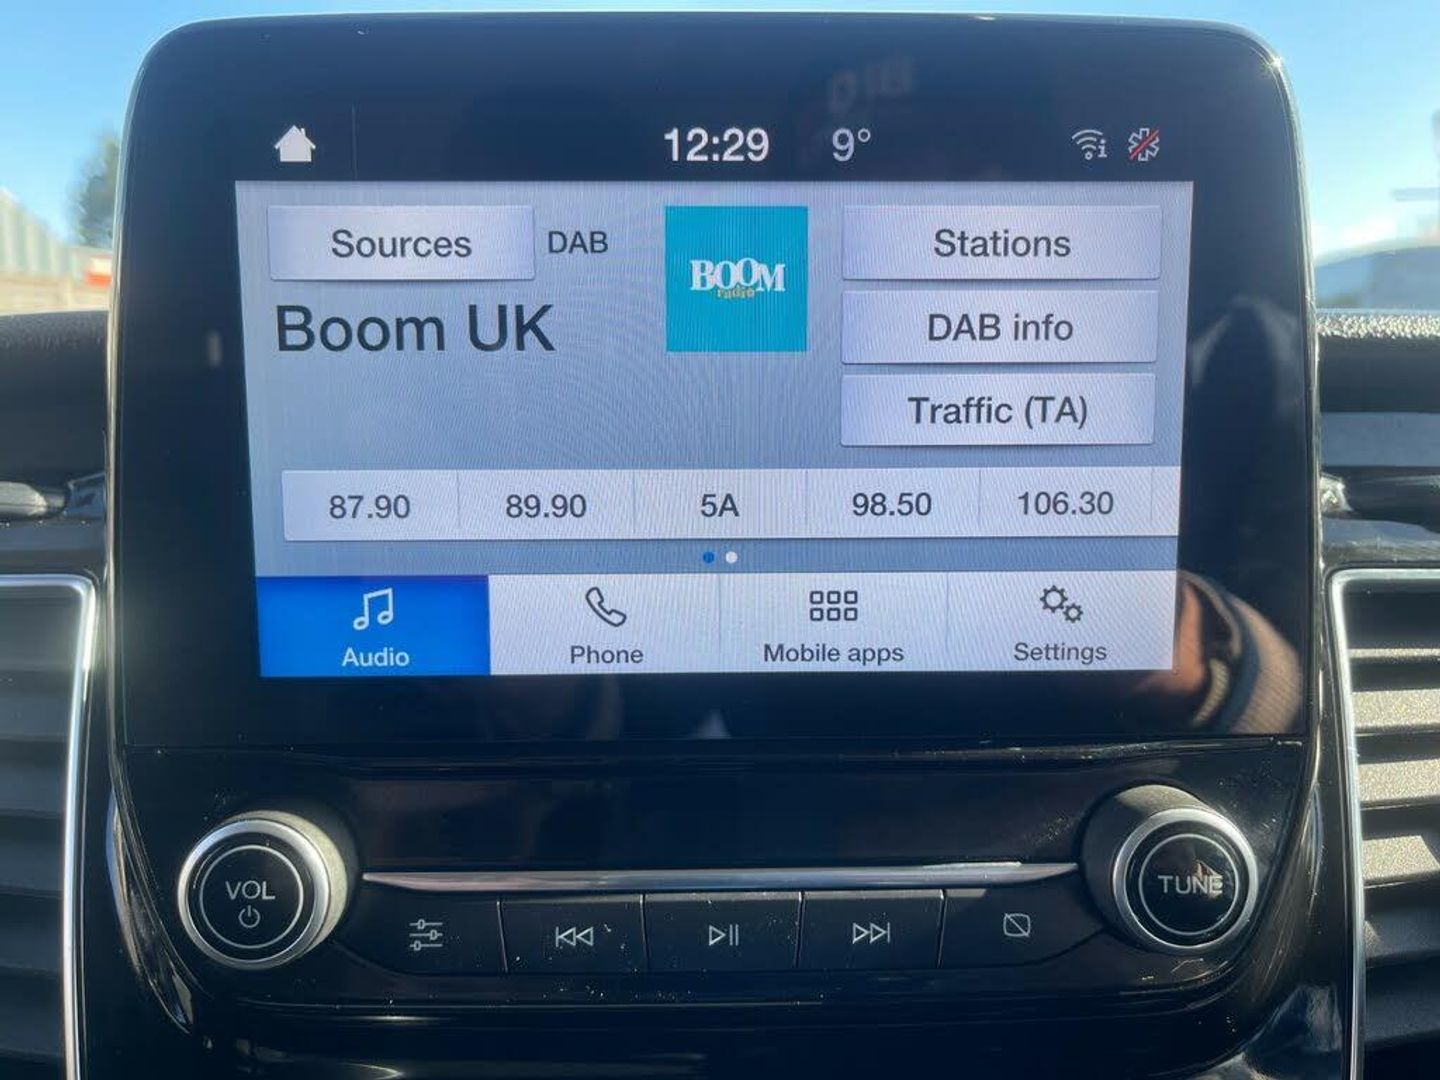 12:29 9°
Sources DAB
BOOM
radio
Stations
Boom UK
DAB info
Traffic (TA)
87.90 89.90 5A 98.50 106.30
Audio Phone Mobile apps Settings
VOL
TUNE